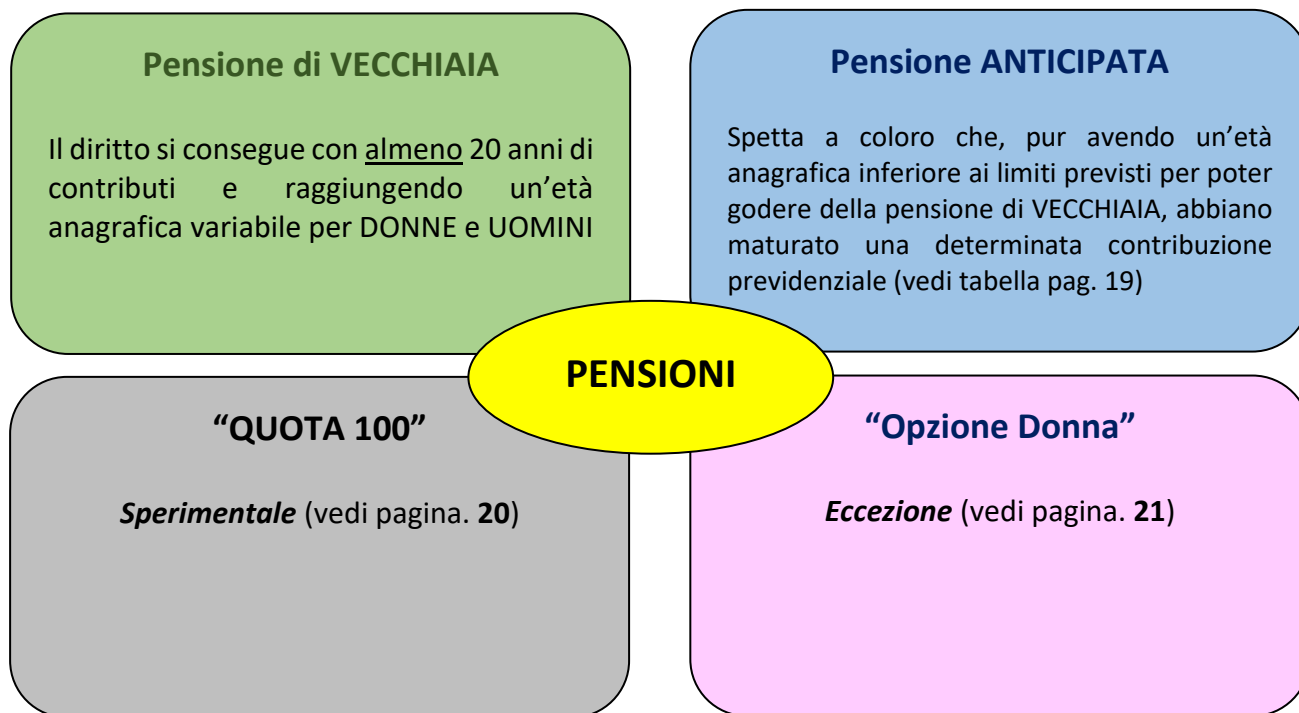 Pensione di VECCHIAIA
Il diritto si consegue con almeno 20 anni di
contributi e raggiungendo un’età
anagrafica variabile per DONNE e UOMINI
Pensione ANTICIPATA
Spetta a coloro che, pur avendo un’età
anagrafica inferiore ai limiti previsti per poter
godere della pensione di VECCHIAIA, abbiano
maturato una determinata contribuzione
previdenziale (vedi tabella pag. 19)
PENSIONI
“QUOTA 100”
Sperimentale (vedi pagina. 20)
“Opzione Donna”
Eccezione (vedi pagina. 21)